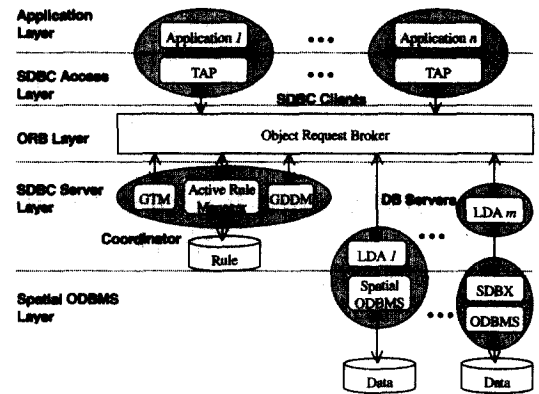 Application
Layer
Application 1
• • •
Application n
SDBC Access
Layer
TAP
• • •
TAP
SDBC Clients
ORB Layer
Object Request Broker
SDBC Server
Layer
GTM
Active Rule
Manager
GDDM
DB Servers
LDA m
Coordinator
Rule
• • •
LDA 1
Spatial ODBMS
Layer
Spatial
ODBMS
• • •
SDBX
ODBMS
Data
Data